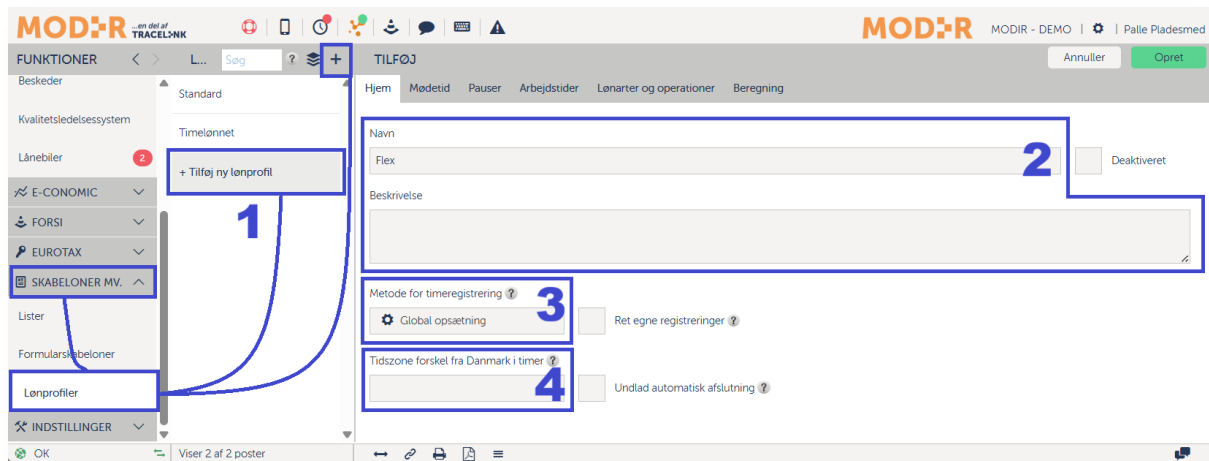 MODIR ...en del af TRACELINK
MODIR MODIR - DEMO | | Palle Pladesmed
FUNKTIONER < > L... Søg ? +
TILFØJ Annuller Opret
Beskeder
Kvalitetsledelsessystem
Lånebiler 2
E-CONOMIC
FORSI
EUROTAX
SKABELONER MV.
Lister
Formularskabeloner
Lønprofiler
INDSTILLINGER
OK
Standard
Timelønnet
+ Tilføj ny lønprofil
1
Viser 2 af 2 poster
Hjem Mødetid Pauser Arbejdstider Lønarter og operationer Beregning
Navn
Flex
2
Deaktiveret
Beskrivelse
Metode for timeregistrering ?
Global opsætning
3
Ret egne registreringer ?
Tidszone forskel fra Danmark i timer ?
4
Undlad automatisk afslutning ?